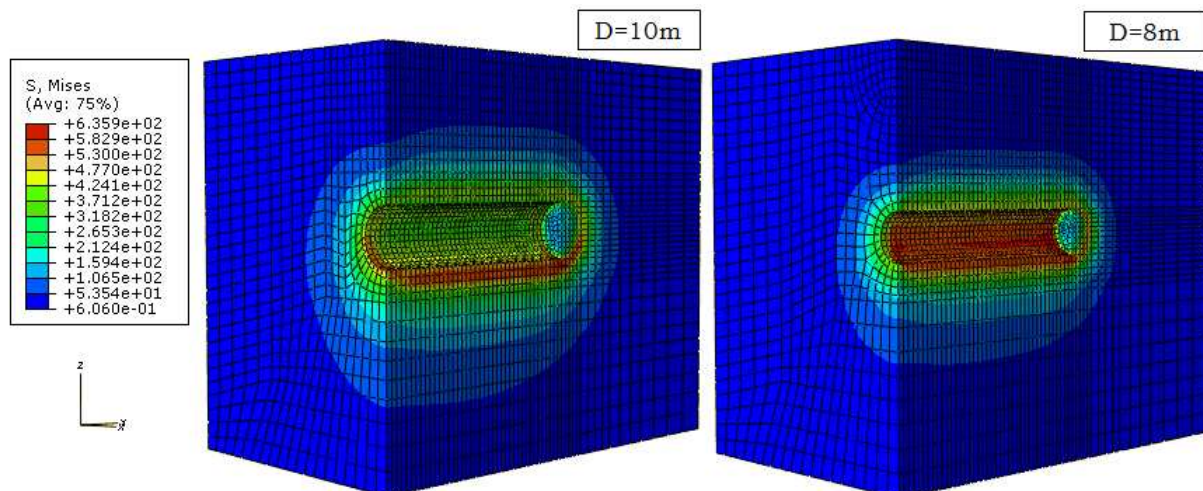 D=10m
D=8m
S, Mises
(Avg: 75%)
+6.359e+02
+5.829e+02
+5.300e+02
+4.770e+02
+4.241e+02
+3.712e+02
+3.182e+02
+2.653e+02
+2.124e+02
+1.594e+02
+1.065e+02
+5.354e+01
+6.060e-01
z